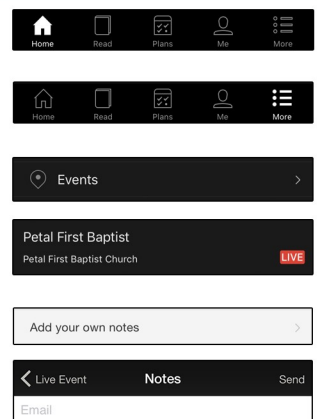 Home Read Plans Me More
Home Read Plans Me More
Events
Petal First Baptist
Petal First Baptist Church LIVE
Add your own notes
Live Event Notes Send
Email